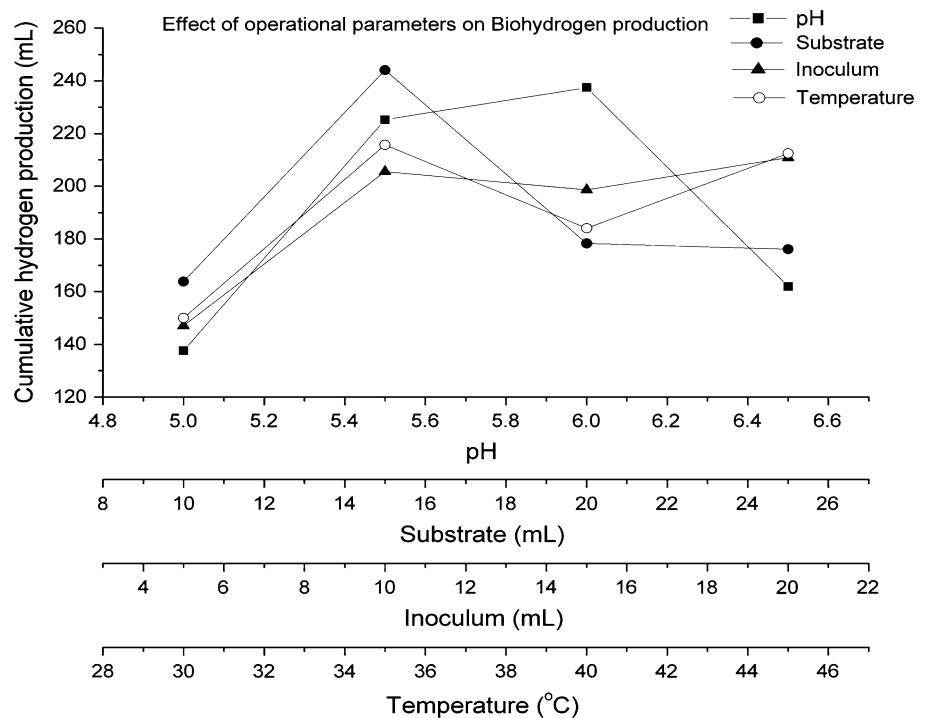 Effect of operational parameters on Biohydrogen production
pH
Substrate
Inoculum
Temperature
Cumulative hydrogen production (mL)
260
240
220
200
180
160
140
120
4.8 5.0 5.2 5.4 5.6 5.8 6.0 6.2 6.4 6.6
pH
8 10 12 14 16 18 20 22 24 26
Substrate (mL)
4 6 8 10 12 14 16 18 20 22
Inoculum (mL)
28 30 32 34 36 38 40 42 44 46
Temperature (°C)